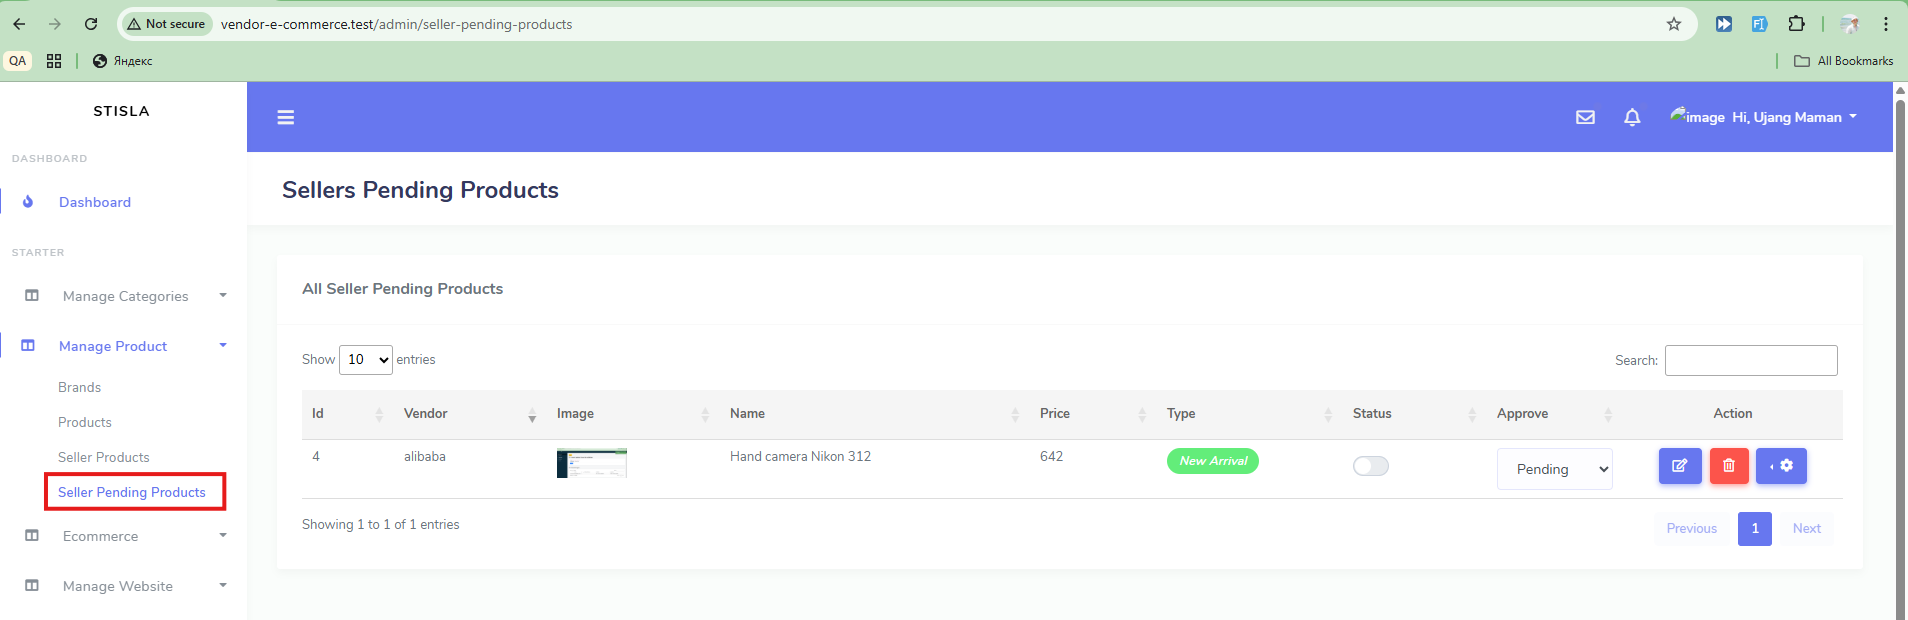 Not secure vendor-e-commerce.test/admin/seller-pending-products
QA Яндекс All Bookmarks
STISLA
image Hi, Ujang Maman
DASHBOARD
Dashboard
STARTER
Manage Categories
Manage Product
Brands
Products
Seller Products
Seller Pending Products
Ecommerce
Manage Website
Sellers Pending Products
All Seller Pending Products
Show 10 entries Search:
Id Vendor Image Name Price Type Status Approve Action
4 alibaba Hand camera Nikon 312 642 New Arrival Pending
Showing 1 to 1 of 1 entries Previous 1 Next